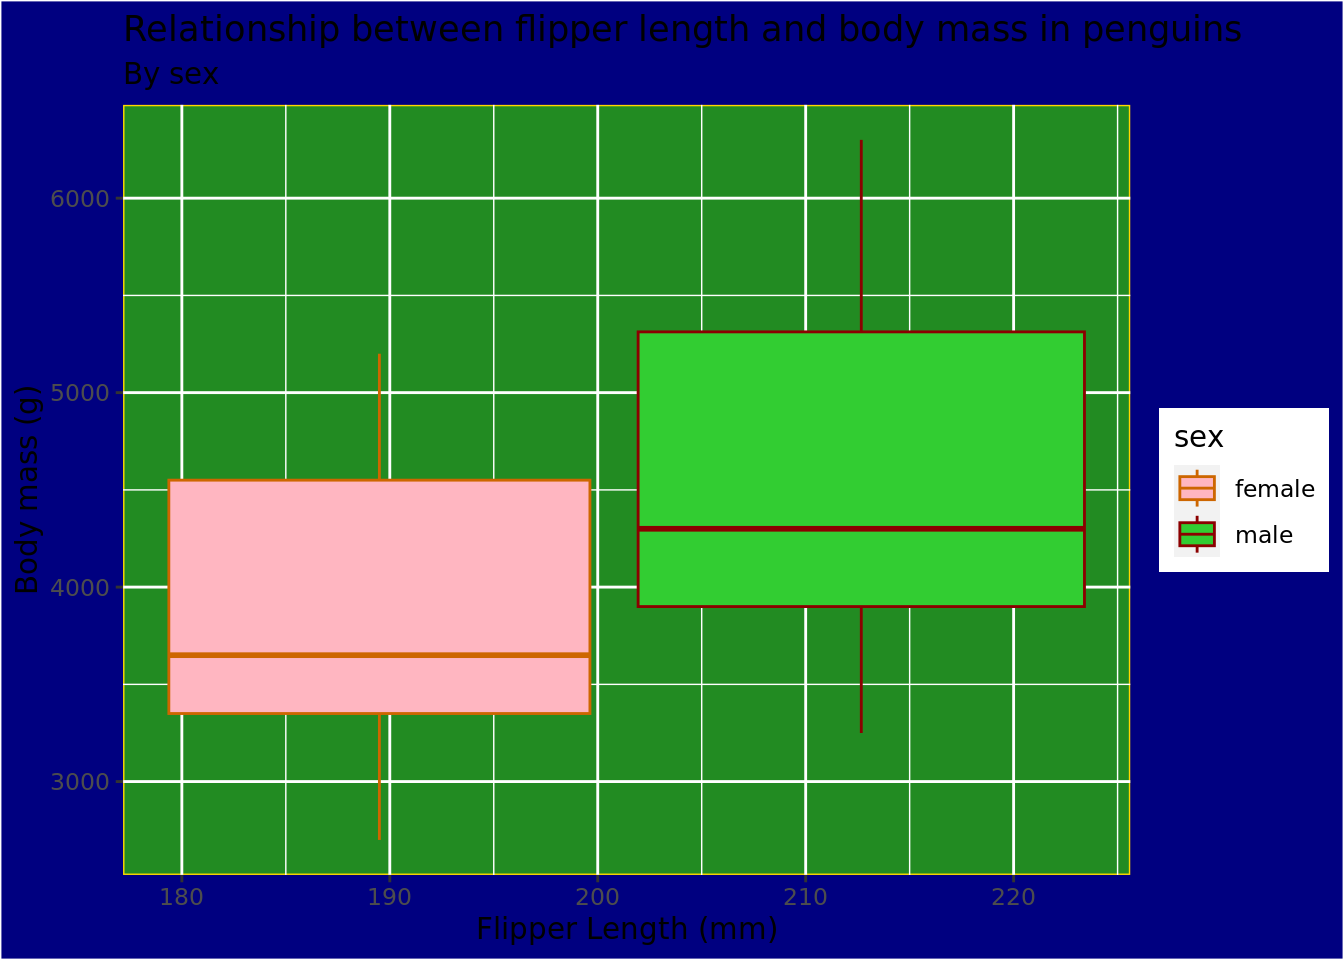 Relationship between flipper length and body mass in penguins
By sex
6000
5000
4000
3000
Body mass (g)
180 190 200 210 220
Flipper Length (mm)
sex
female
male